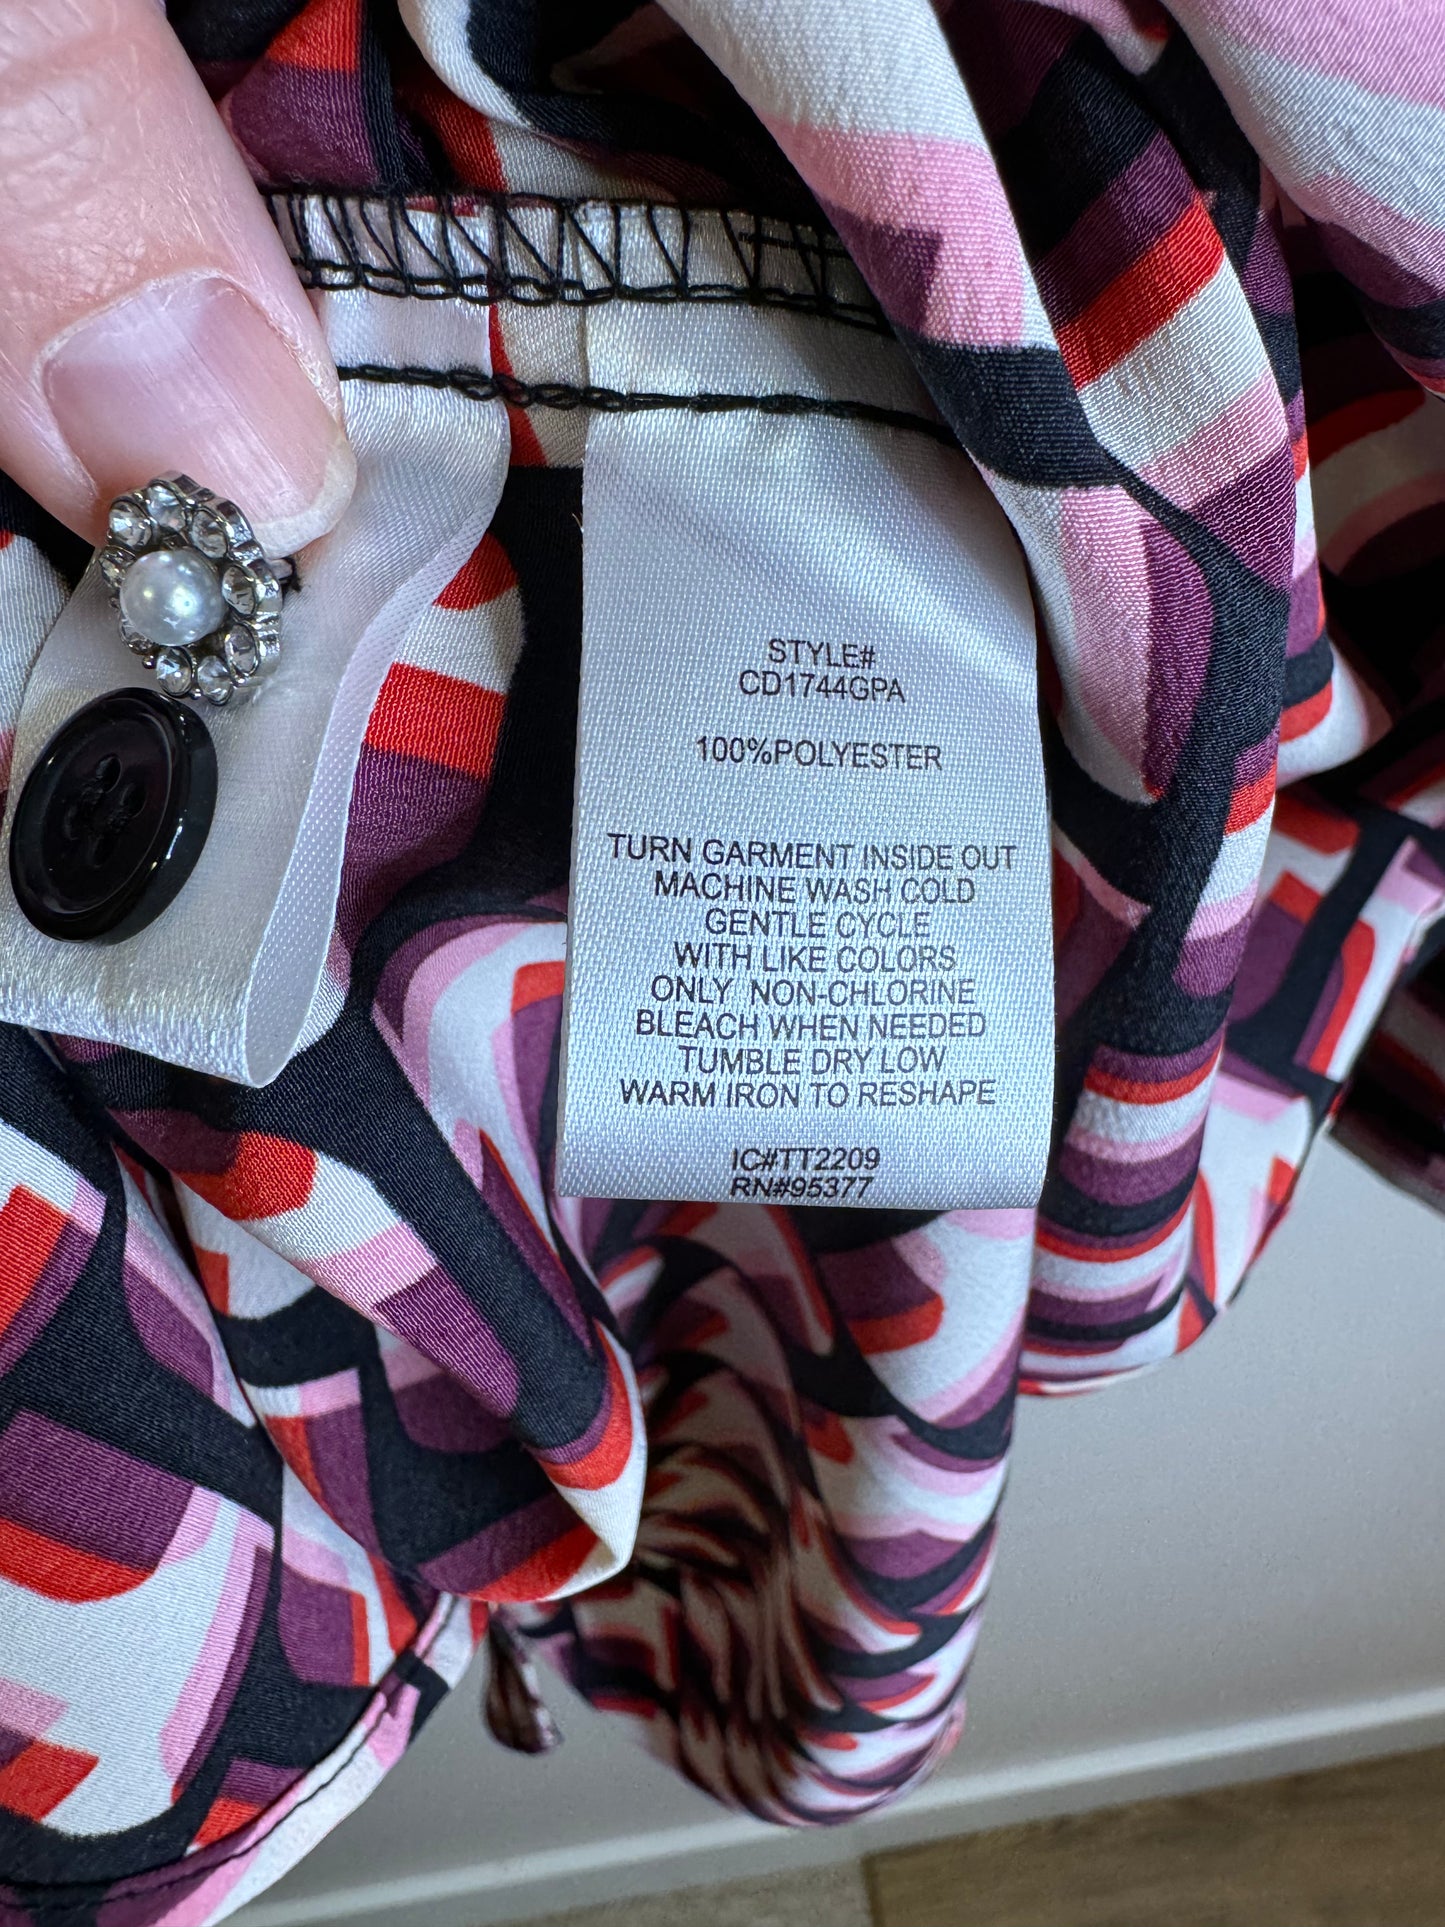 STYLE#
CD1744GPA
100%POLYESTER
TURN GARMENT INSIDE OUT
MACHINE WASH COLD
GENTLE CYCLE
WITH LIKE COLORS
ONLY NON-CHLORINE
BLEACH WHEN NEEDED
TUMBLE DRY LOW
WARM IRON TO RESHAPE
IC#TT2209
RN#95377